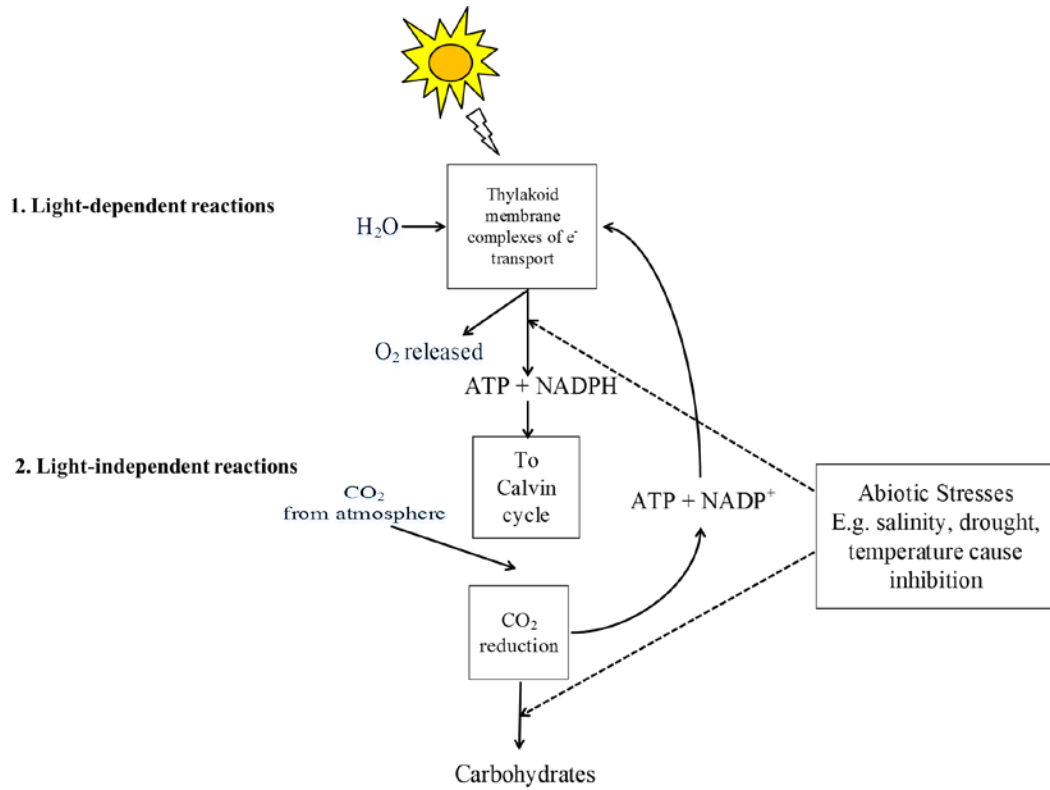 1. Light-dependent reactions
H₂O
Thylakoid
membrane
complexes of e⁻
transport
O₂ released
ATP + NADPH
2. Light-independent reactions
CO₂
from atmosphere
To
Calvin
cycle
ATP + NADP⁺
Abiotic Stresses
E.g. salinity, drought,
temperature cause
inhibition
CO₂
reduction
Carbohydrates